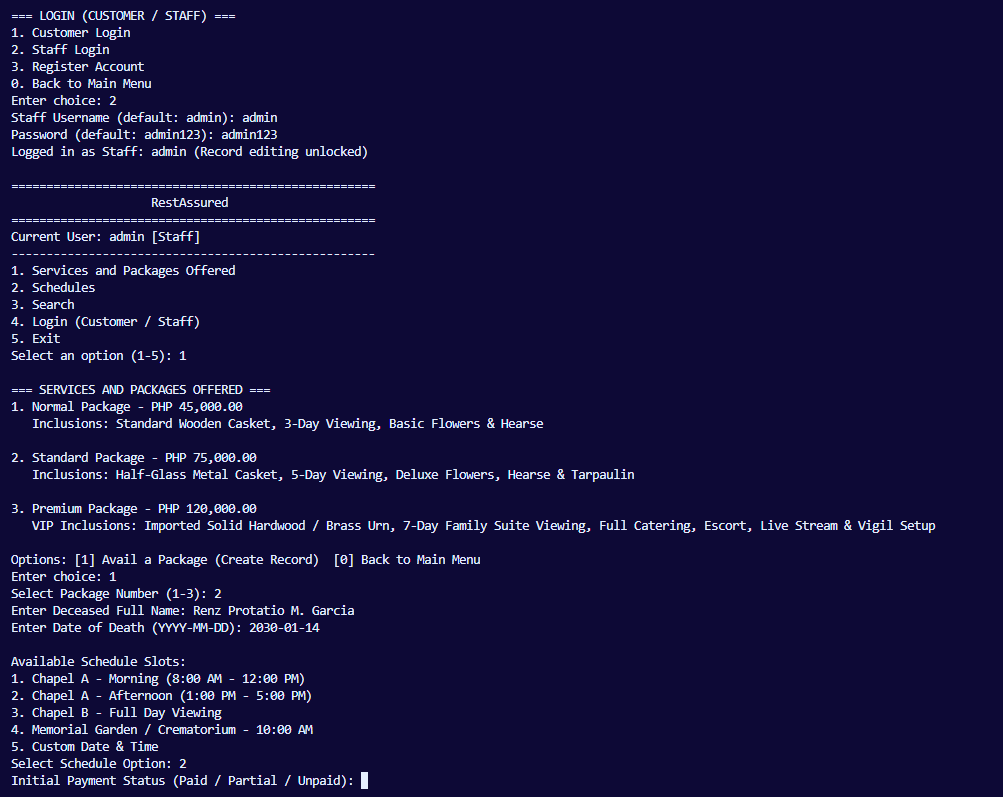 === LOGIN (CUSTOMER / STAFF) ===
1. Customer Login
2. Staff Login
3. Register Account
0. Back to Main Menu
Enter choice: 2
Staff Username (default: admin): admin
Password (default: admin123): admin123
Logged in as Staff: admin (Record editing unlocked)
====================================================
RestAssured
====================================================
Current User: admin [Staff]
----------------------------------------------------
1. Services and Packages Offered
2. Schedules
3. Search
4. Login (Customer / Staff)
5. Exit
Select an option (1-5): 1
=== SERVICES AND PACKAGES OFFERED ===
1. Normal Package - PHP 45,000.00
Inclusions: Standard Wooden Casket, 3-Day Viewing, Basic Flowers & Hearse
2. Standard Package - PHP 75,000.00
Inclusions: Half-Glass Metal Casket, 5-Day Viewing, Deluxe Flowers, Hearse & Tarpaulin
3. Premium Package - PHP 120,000.00
VIP Inclusions: Imported Solid Hardwood / Brass Urn, 7-Day Family Suite Viewing, Full Catering, Escort, Live Stream & Vigil Setup
Options: [1] Avail a Package (Create Record)  [0] Back to Main Menu
Enter choice: 1
Select Package Number (1-3): 2
Enter Deceased Full Name: Renz Protatio M. Garcia
Enter Date of Death (YYYY-MM-DD): 2030-01-14
Available Schedule Slots:
1. Chapel A - Morning (8:00 AM - 12:00 PM)
2. Chapel A - Afternoon (1:00 PM - 5:00 PM)
3. Chapel B - Full Day Viewing
4. Memorial Garden / Crematorium - 10:00 AM
5. Custom Date & Time
Select Schedule Option: 2
Initial Payment Status (Paid / Partial / Unpaid):